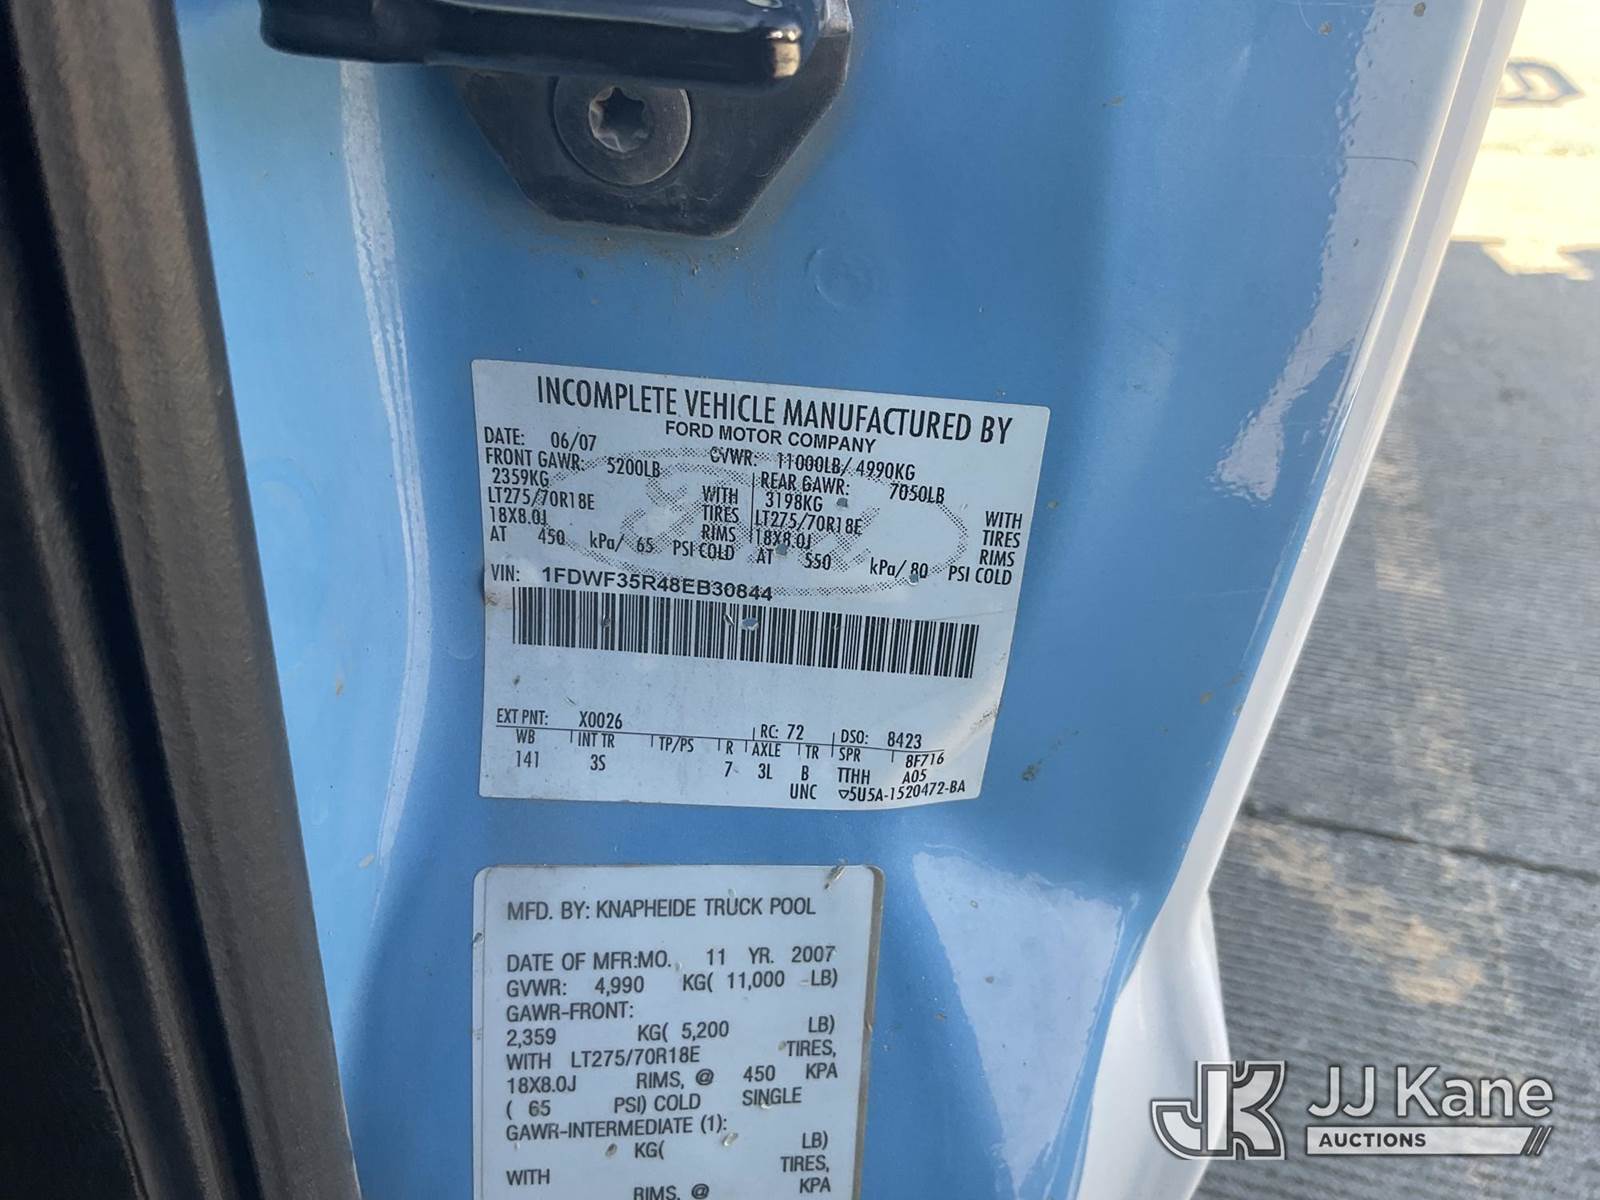 INCOMPLETE VEHICLE MANUFACTURED BY
FORD MOTOR COMPANY
DATE: 06/07 GVWR: 11000LB/ 4990KG
FRONT GAWR: 5200LB REAR GAWR: 7050LB
2359KG WITH 3198KG WITH
LT275/70R18E TIRES LT275/70R18E TIRES
18X8.0J RIMS 18X8.0J RIMS
AT 450 kPa/ 65 PSI COLD AT 550 kPa/ 80 PSI COLD
VIN: 1FDWF35R48EB30844
EXT PNT: X0026 RC: 72 DSO: 8423
WB INT TR TP/PS R AXLE TR SPR 8F716
141 3S 7 3L B TTHH A05
UNC ▽5U5A-1520472-BA
MFD. BY: KNAPHEIDE TRUCK POOL
DATE OF MFR:MO. 11 YR. 2007
GVWR: 4,990 KG( 11,000 LB)
GAWR-FRONT:
2,359 KG( 5,200 LB)
WITH LT275/70R18E TIRES,
18X8.0J RIMS, @ 450 KPA
( 65 PSI) COLD SINGLE
GAWR-INTERMEDIATE (1):
KG( LB)
WITH TIRES,
RIMS, @ KPA
JK JJ Kane
AUCTIONS